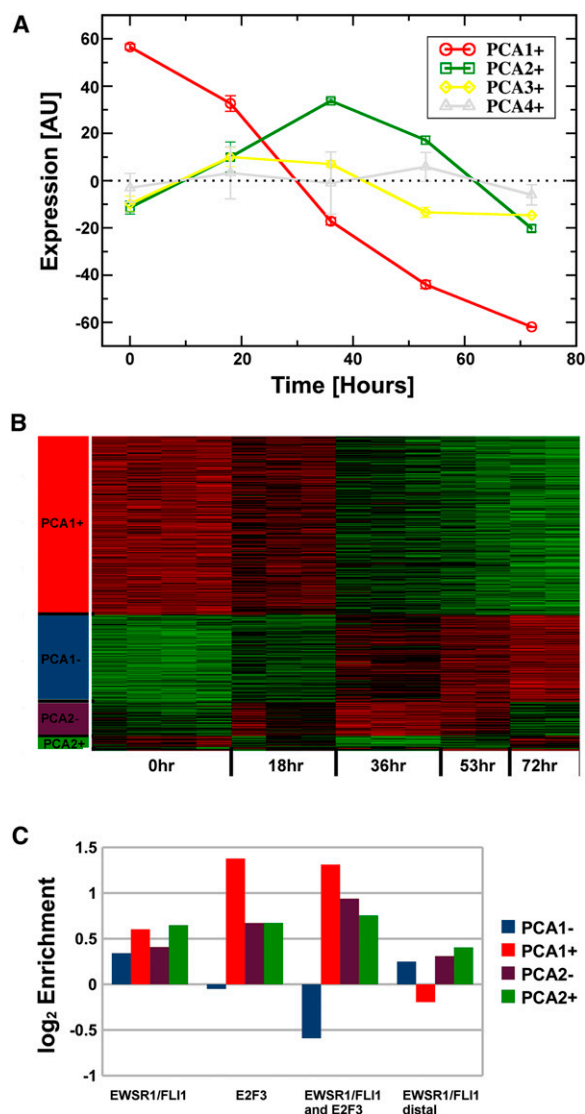 A
Expression [AU]
60
40
20
0
-20
-40
-60
PCA1+
PCA2+
PCA3+
PCA4+
0
20
40
60
80
Time [Hours]
B
PCA1+
PCA1-
PCA2-
PCA2+
0hr
18hr
36hr
53hr
72hr
C
log2 Enrichment
1.5
1
0.5
0
-0.5
-1
PCA1-
PCA1+
PCA2-
PCA2+
EWSR1/FLI1
E2F3
EWSR1/FLI1
and E2F3
EWSR1/FLI1
distal